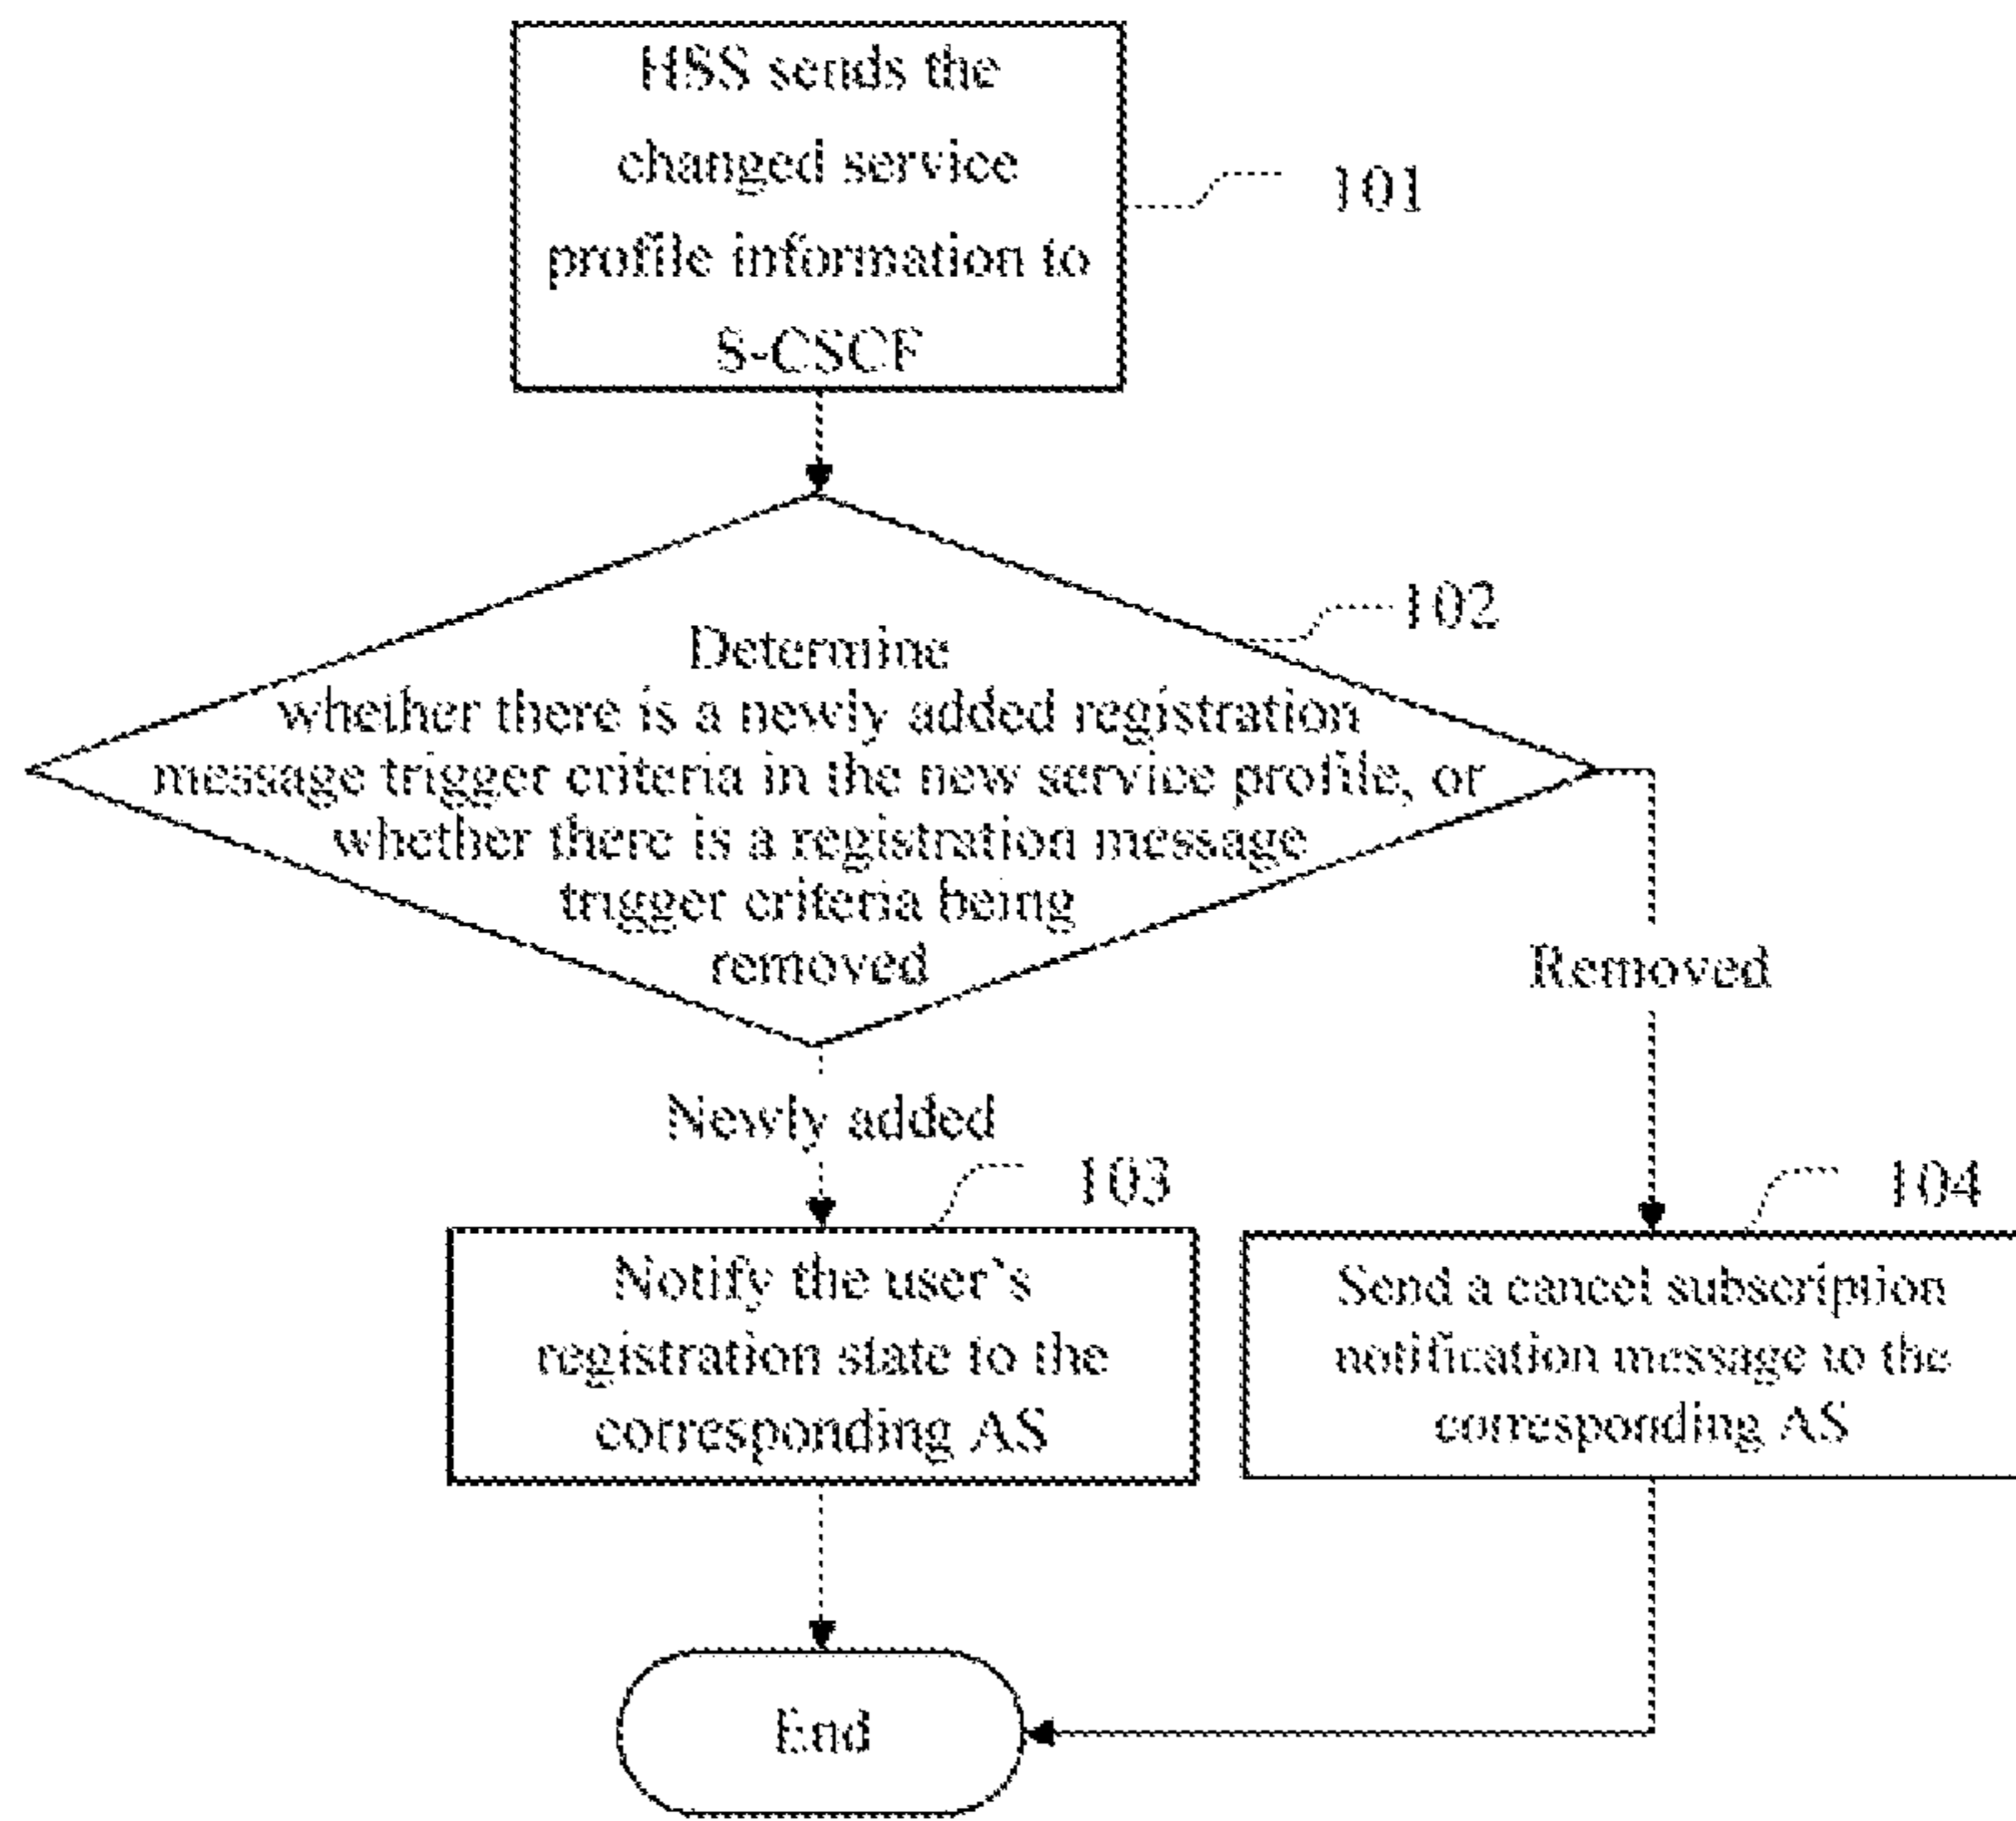 HSS sends the
changed service
profile information to
S-CSCF
101
102
Determine
whether there is a newly added registration
message trigger criteria in the new service profile, or
whether there is a registration message
trigger criteria being
removed
Removed
Newly added
103
104
Notify the user's
registration state to the
corresponding AS
Send a cancel subscription
notification message to the
corresponding AS
End